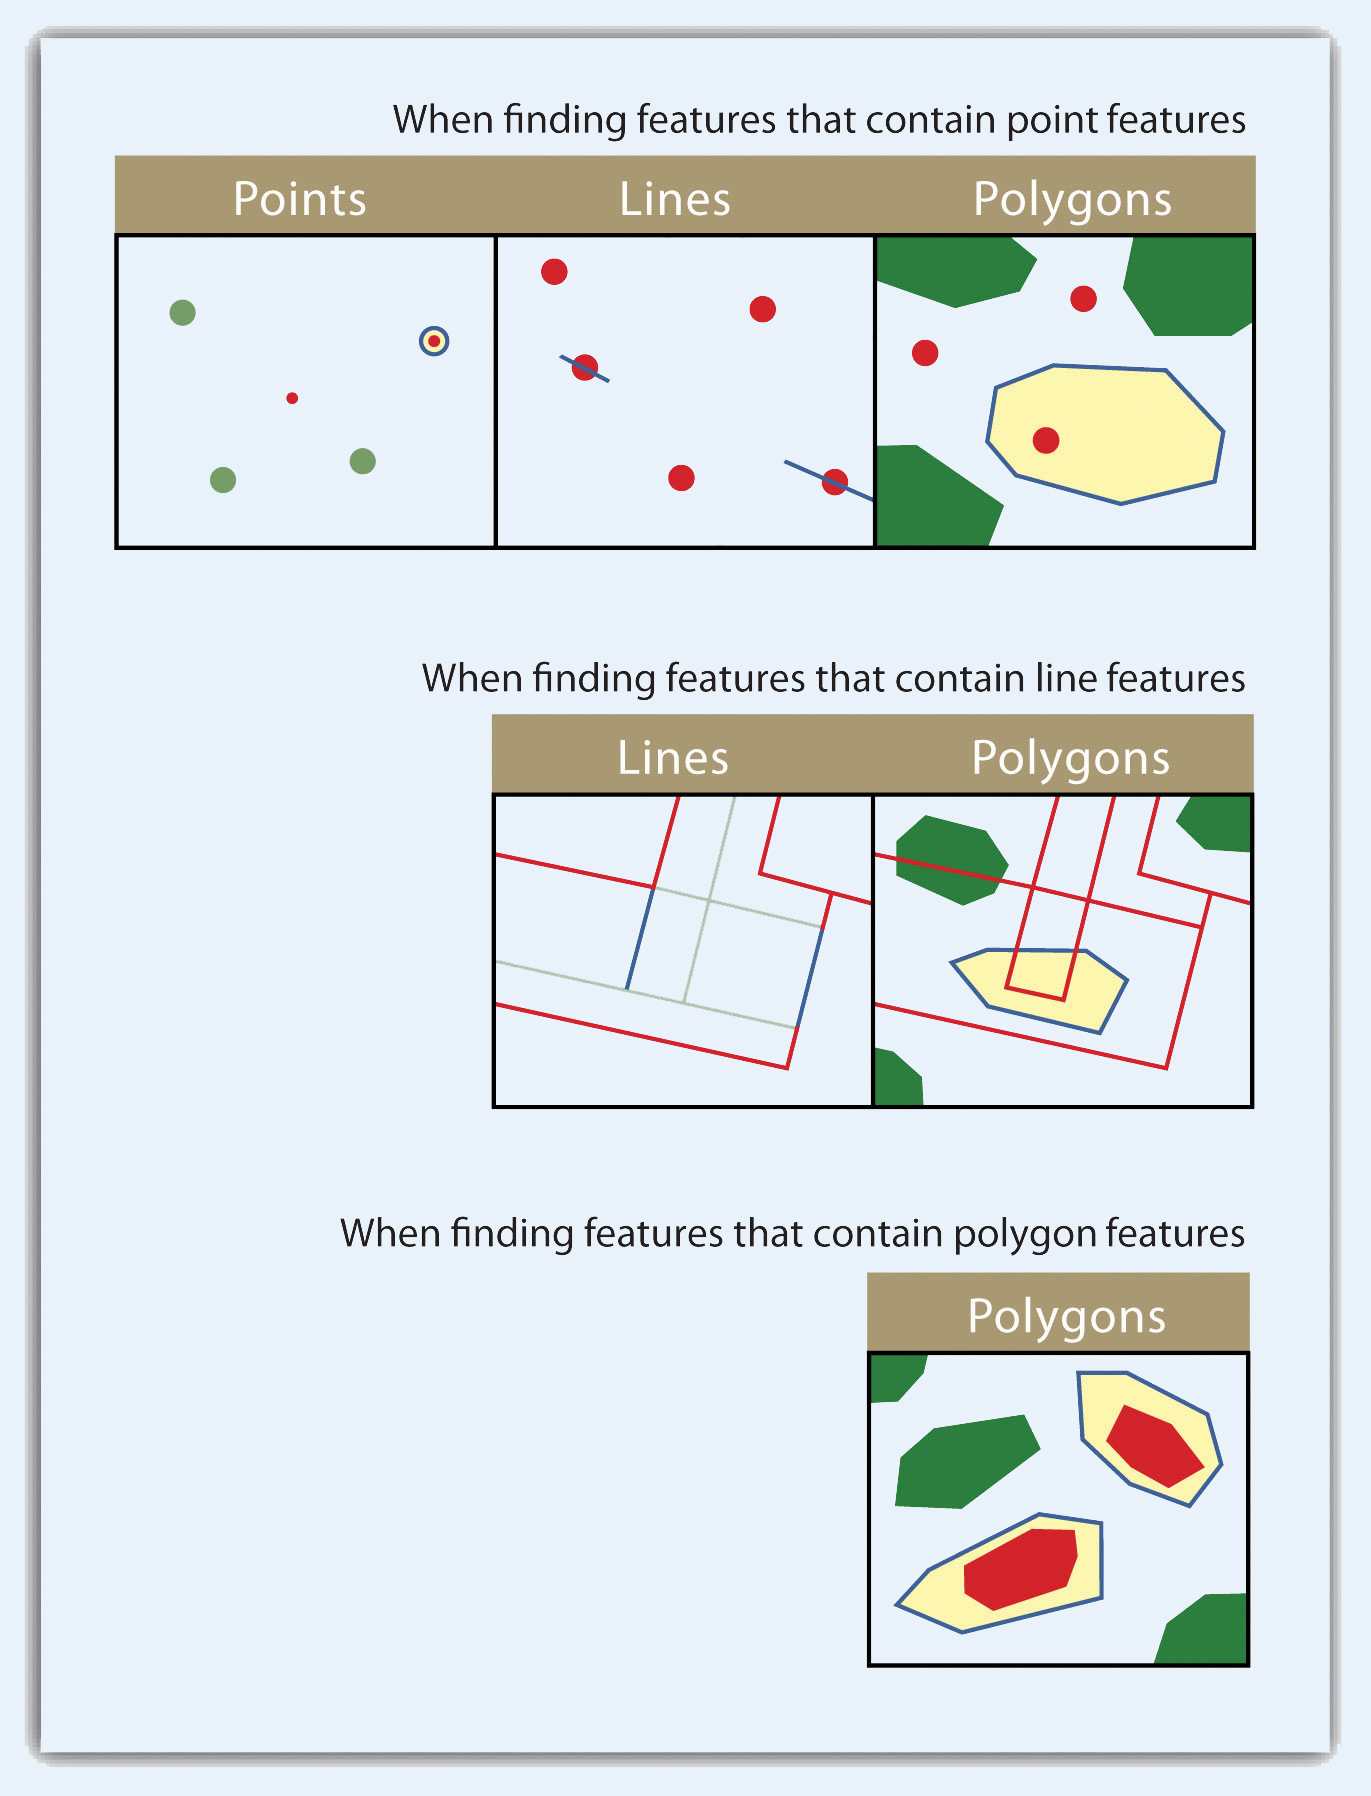 When finding features that contain point features
Points Lines Polygons
When finding features that contain line features
Lines Polygons
When finding features that contain polygon features
Polygons